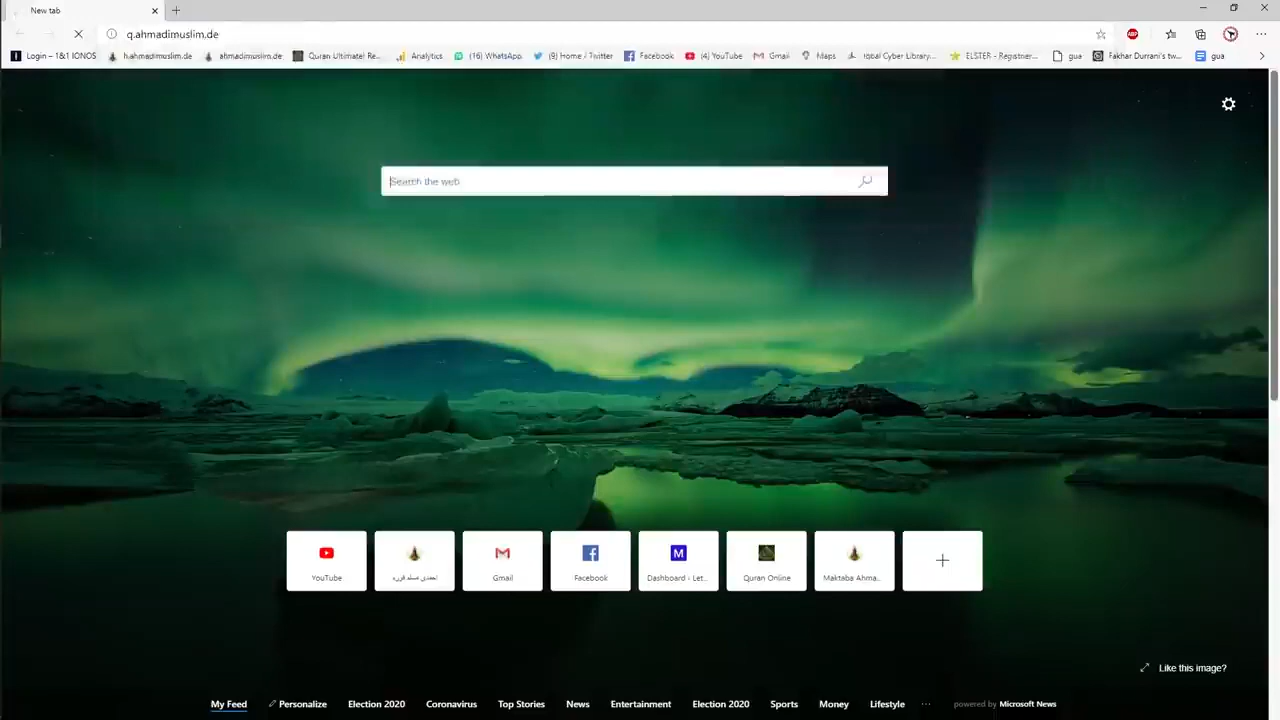 New tab
q.ahmadimuslim.de
Login – 1&1 IONOS h.ahmadimuslim.de ahmadimuslim.de Quran Ultimate! Re... Analytics (16) WhatsApp (9) Home / Twitter Facebook (4) YouTube Gmail Maps Iqbal Cyber Library... ELSTER - Registrier... gua Fakhar Durrani's tw... gua
Search the web
YouTube احمدی مسلم Gmail Facebook Dashboard ‹ Let... Quran Online Maktaba Ahma...
Like this image?
My Feed Personalize Election 2020 Coronavirus Top Stories News Entertainment Election 2020 Sports Money Lifestyle ... powered by Microsoft News